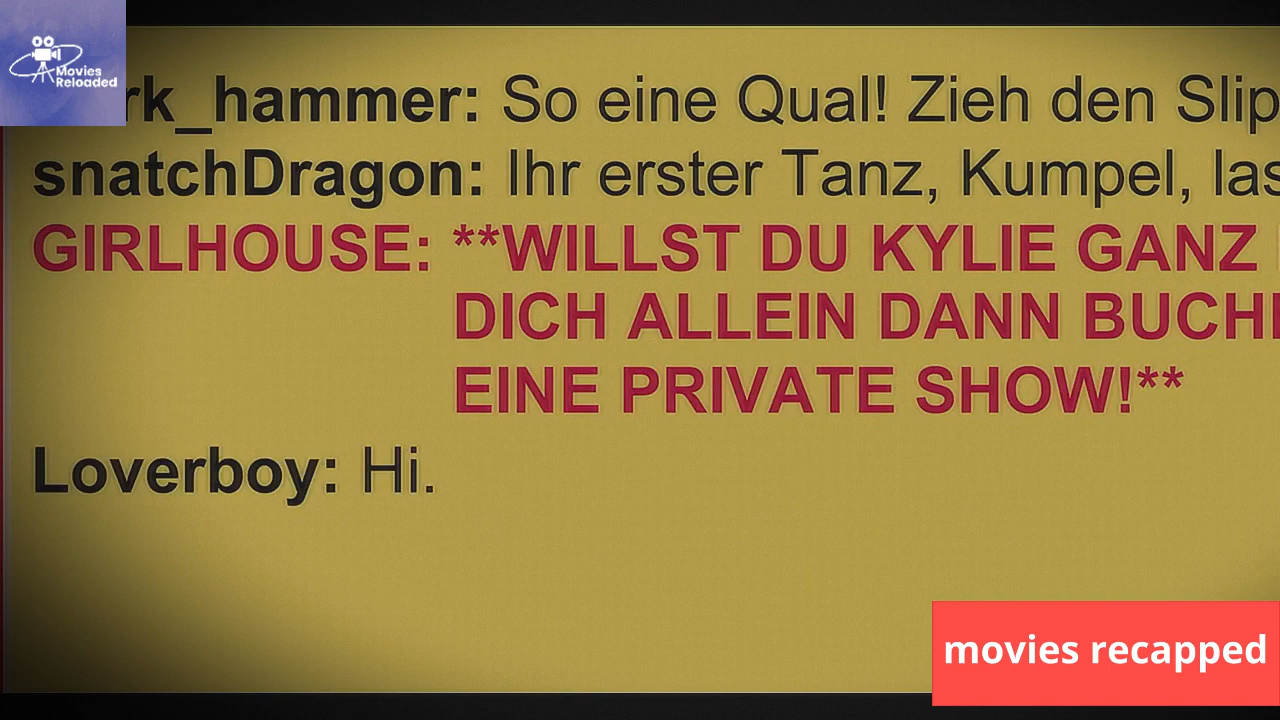 Movies
Reloaded
rk_hammer: So eine Qual! Zieh den Slip
snatchDragon: Ihr erster Tanz, Kumpel, las
GIRLHOUSE: **WILLST DU KYLIE GANZ
DICH ALLEIN DANN BUCH
EINE PRIVATE SHOW!**
Loverboy: Hi.
movies recapped